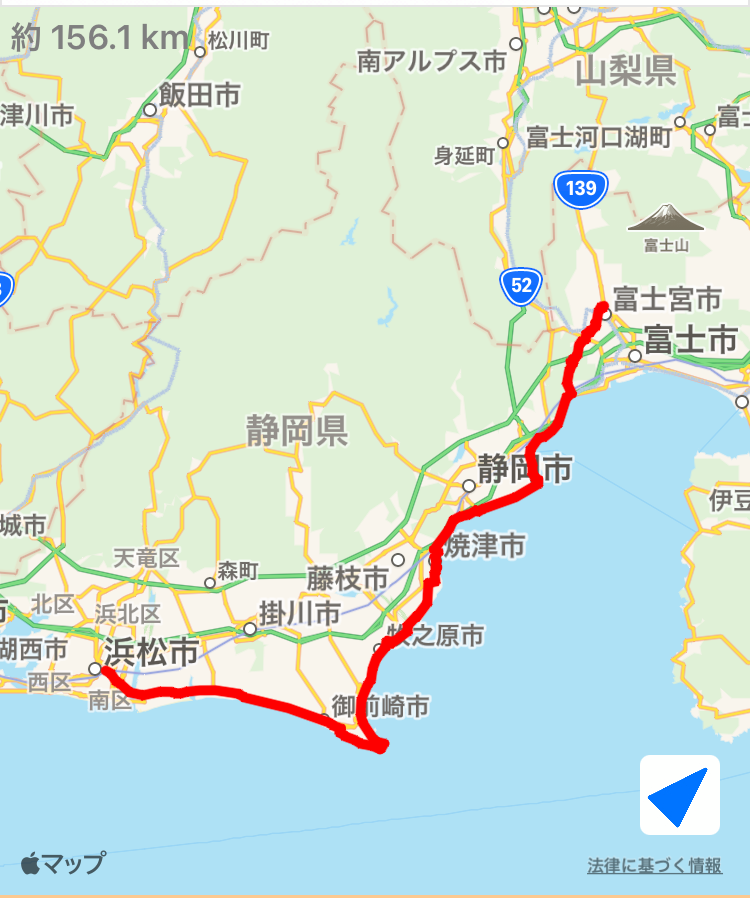 約 156.1 km
松川町
南アルプス市
山梨県
飯田市
津川市
富士河口湖町
身延町
139
富士山
52
富士宮市
富士市
静岡県
静岡市
城市
焼津市
天竜区
森町
藤枝市
伊豆
北区
浜北区
掛川市
牧之原市
湖西市
浜松市
西区
南区
御前崎市
マップ
法律に基づく情報